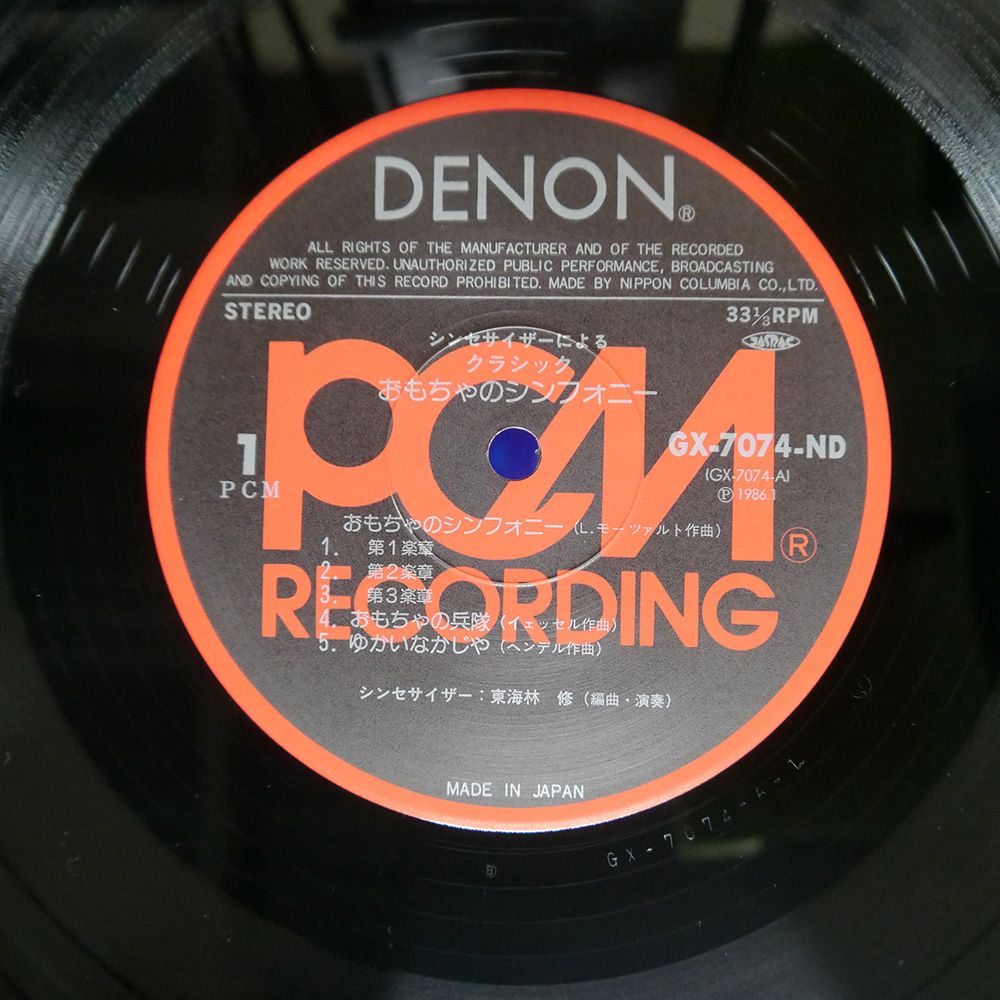 DENON®
ALL RIGHTS OF THE MANUFACTURER AND OF THE RECORDED
WORK RESERVED. UNAUTHORIZED PUBLIC PERFORMANCE, BROADCASTING
AND COPYING OF THIS RECORD PROHIBITED. MADE BY NIPPON COLUMBIA CO.,LTD.
STEREO
33⅓RPM
JASRAC
シンセサイザーによる
クラシック
おもちゃのシンフォニー
PCM
1
PCM
GX-7074-ND
(GX-7074-A)
Ⓟ 1986.1
おもちゃのシンフォニー(L.モーツァルト作曲)
1. 第1楽章
2. 第2楽章
3. 第3楽章
®
RECORDING
4. おもちゃの兵隊(イェッセル作曲)
5. ゆかいなかじや(ヘンデル作曲)
シンセサイザー:東海林 修(編曲・演奏)
MADE IN JAPAN